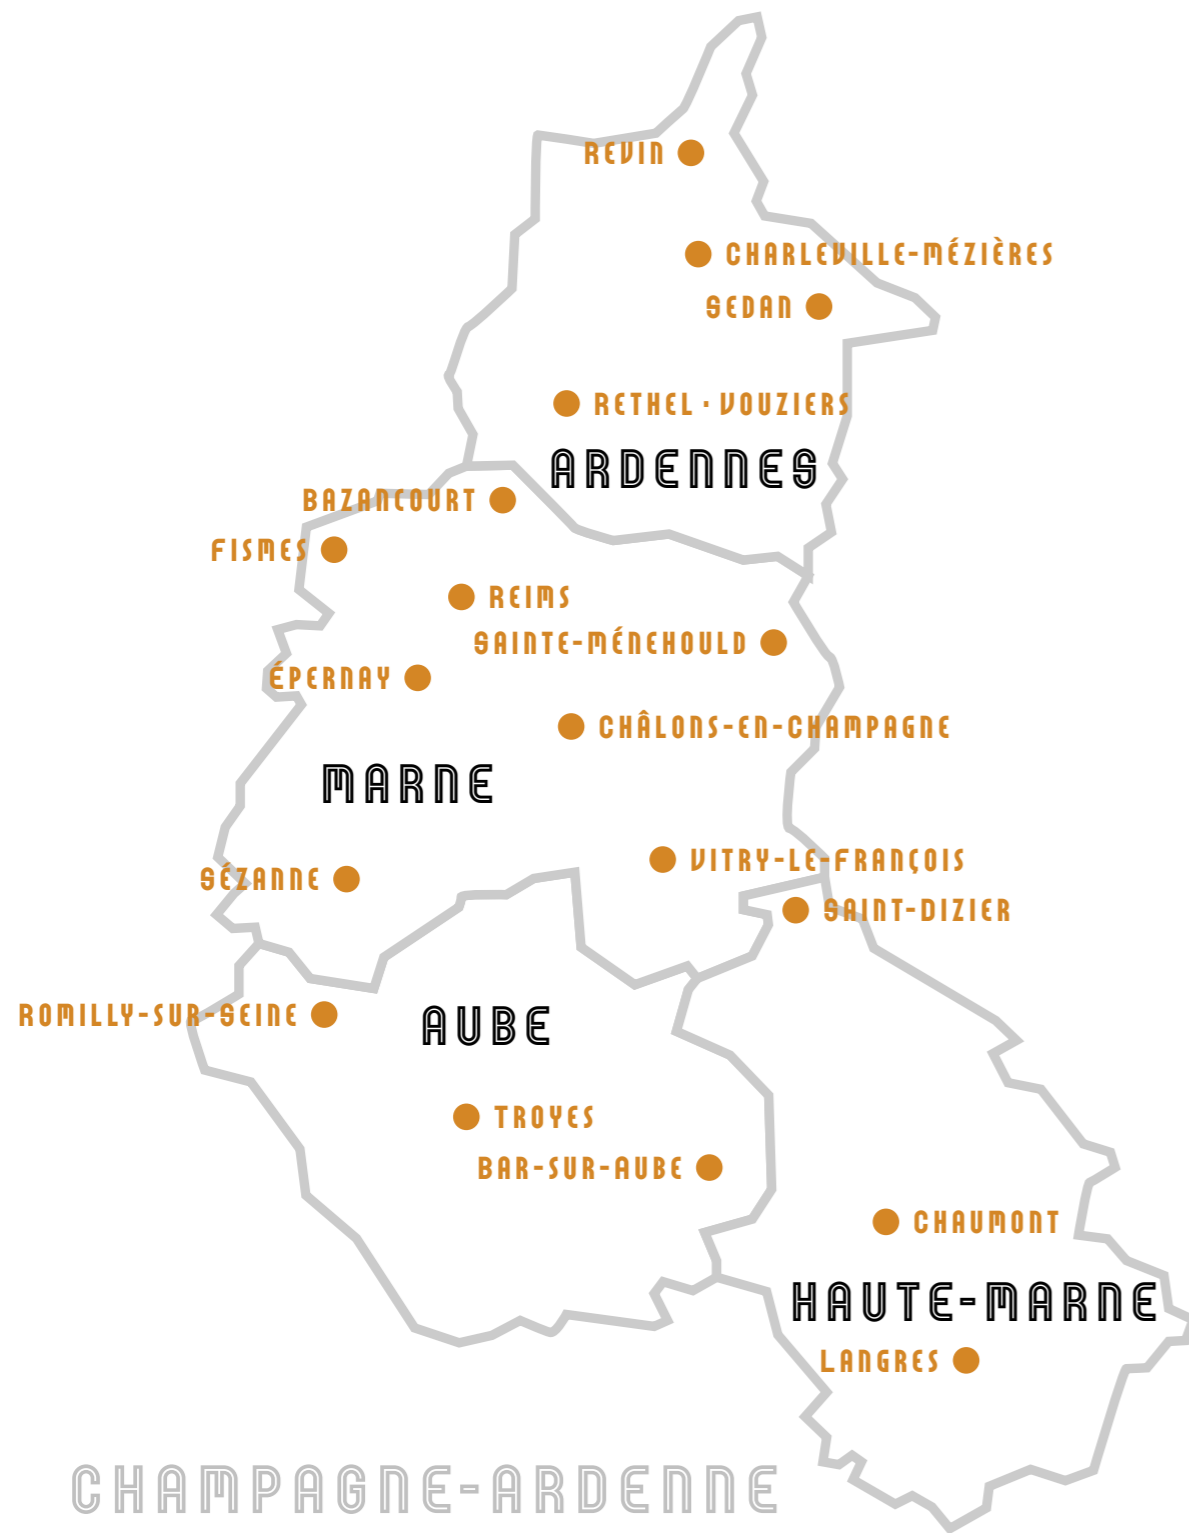 REVIN
CHARLEVILLE-MÉZIÈRES
SEDAN
RETHEL · VOUZIERS
ARDENNES
BAZANCOURT
FISMES
REIMS
SAINTE-MÉNEHOULD
ÉPERNAY
CHÂLONS-EN-CHAMPAGNE
MARNE
VITRY-LE-FRANÇOIS
SÉZANNE
SAINT-DIZIER
ROMILLY-SUR-SEINE
AUBE
TROYES
BAR-SUR-AUBE
CHAUMONT
HAUTE-MARNE
LANGRES
CHAMPAGNE-ARDENNE